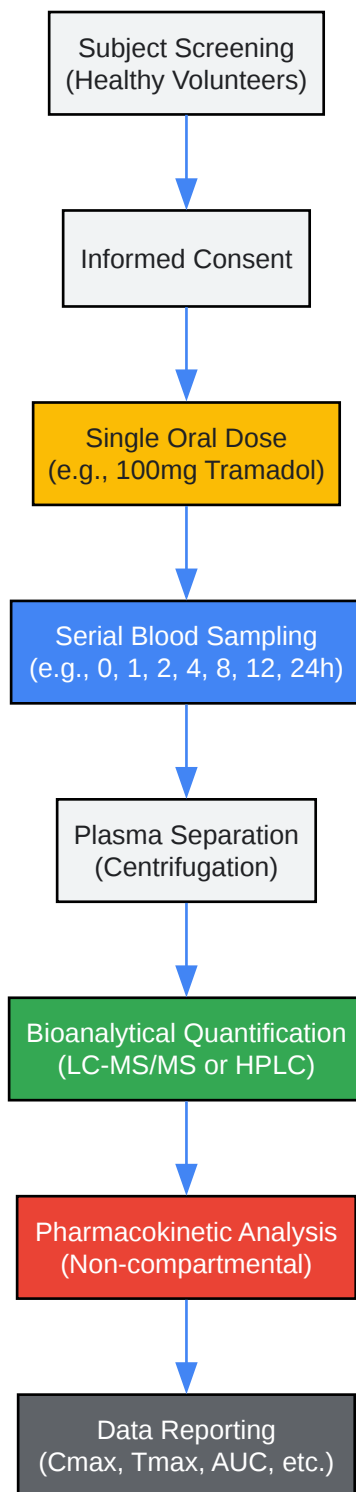 Subject Screening
(Healthy Volunteers)
Informed Consent
Single Oral Dose
(e.g., 100mg Tramadol)
Serial Blood Sampling
(e.g., 0, 1, 2, 4, 8, 12, 24h)
Plasma Separation
(Centrifugation)
Bioanalytical Quantification
(LC-MS/MS or HPLC)
Pharmacokinetic Analysis
(Non-compartmental)
Data Reporting
(Cmax, Tmax, AUC, etc.)